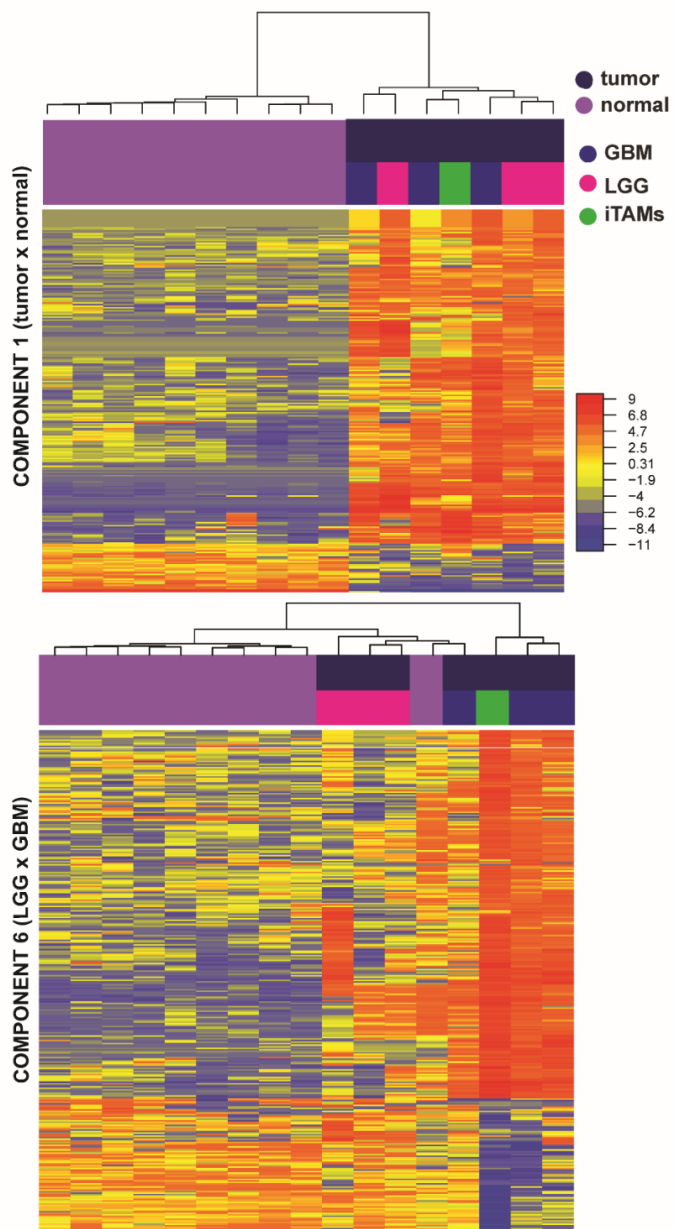 tumor
normal
GBM
LGG
iTAMs
COMPONENT 1 (tumor x normal)
9
6.8
4.7
2.5
0.31
−1.9
−4
−6.2
−8.4
−11
COMPONENT 6 (LGG x GBM)